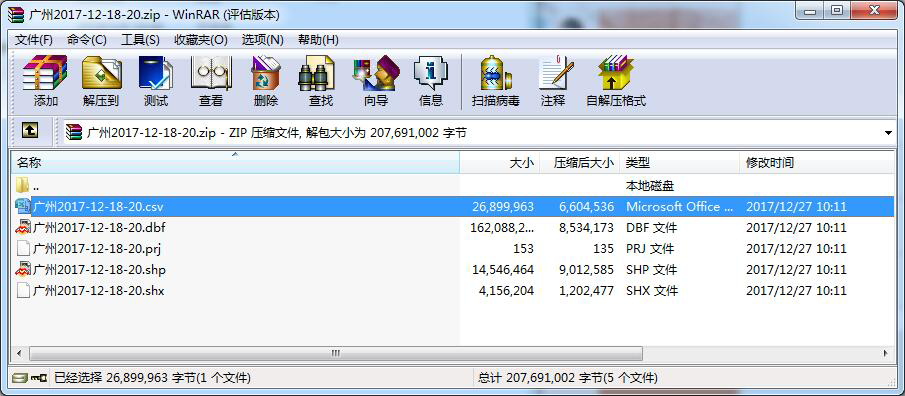 广州2017-12-18-20.zip - WinRAR (评估版本)
文件(F) 命令(C) 工具(S) 收藏夹(O) 选项(N) 帮助(H)
添加 解压到 测试 查看 删除 查找 向导 信息 扫描病毒 注释 自解压格式
广州2017-12-18-20.zip - ZIP 压缩文件, 解包大小为 207,691,002 字节
名称 大小 压缩后大小 类型 修改时间
.. 本地磁盘
广州2017-12-18-20.csv 26,899,963 6,604,536 Microsoft Office ... 2017/12/27 10:11
广州2017-12-18-20.dbf 162,088,2... 8,534,173 DBF 文件 2017/12/27 10:11
广州2017-12-18-20.prj 153 135 PRJ 文件 2017/12/27 10:11
广州2017-12-18-20.shp 14,546,464 9,012,585 SHP 文件 2017/12/27 10:11
广州2017-12-18-20.shx 4,156,204 1,202,477 SHX 文件 2017/12/27 10:11
已经选择 26,899,963 字节(1 个文件) 总计 207,691,002 字节(5 个文件)